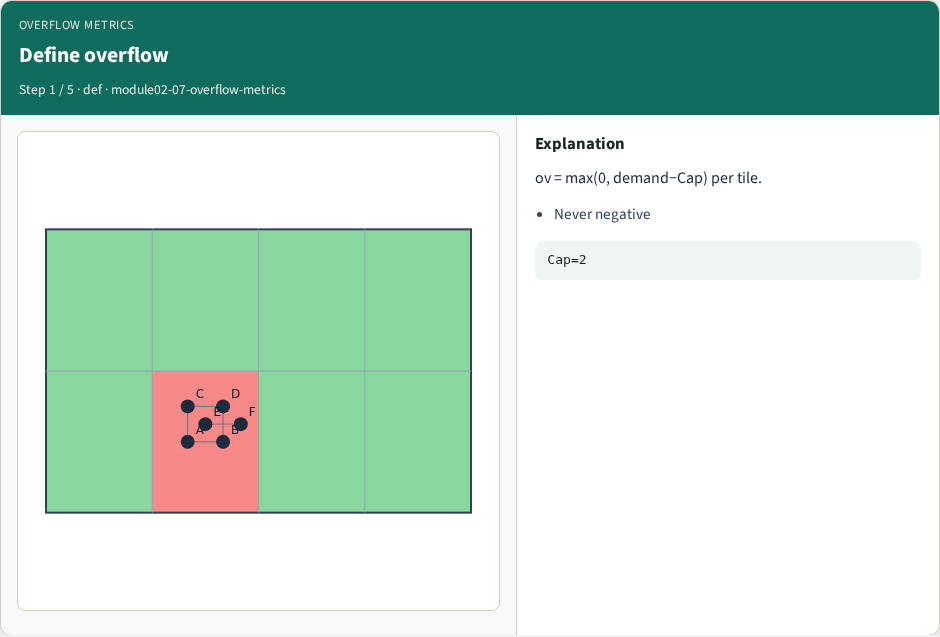 OVERFLOW METRICS
Define overflow
Step 1 / 5 · def · module02-07-overflow-metrics
C D
E F
A B
Explanation
ov = max(0, demand−Cap) per tile.
• Never negative
Cap=2